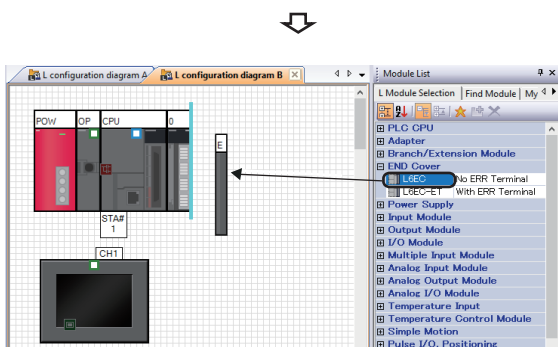 L configuration diagram A
L configuration diagram B
Module List
L Module Selection Find Module My
POW OP CPU 0
E
STA#
1
CH1
PLC CPU
Adapter
Branch/Extension Module
END Cover
L6EC No ERR Terminal
L6EC-ET With ERR Terminal
Power Supply
Input Module
Output Module
I/O Module
Multiple Input Module
Analog Input Module
Analog Output Module
Analog I/O Module
Temperature Input
Temperature Control Module
Simple Motion
Pulse I/O, Positioning